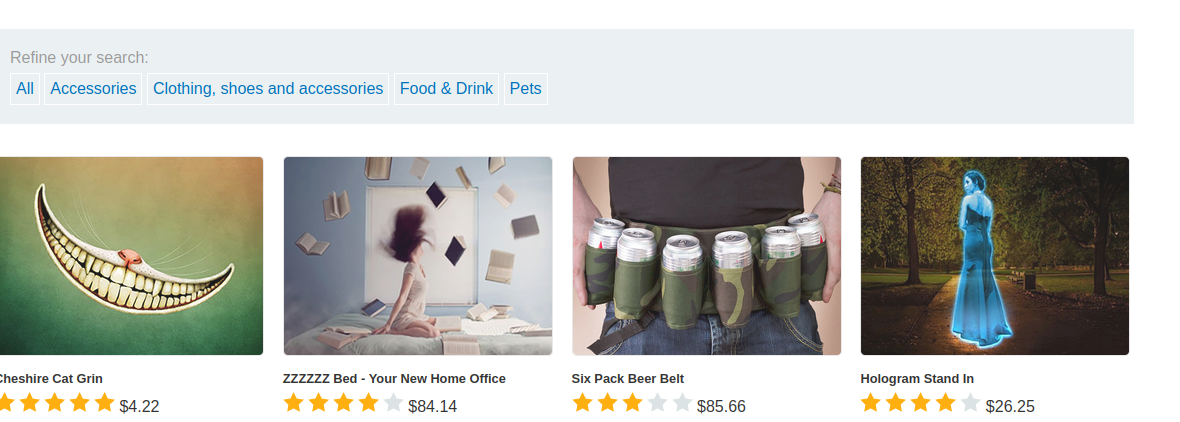 Refine your search:
All Accessories Clothing, shoes and accessories Food & Drink Pets
Cheshire Cat Grin ZZZZZZ Bed - Your New Home Office Six Pack Beer Belt Hologram Stand In
$4.22 $84.14 $85.66 $26.25